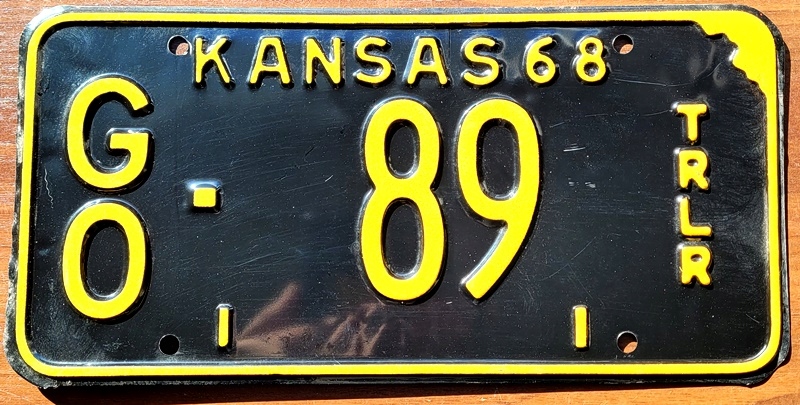 KANSAS 68
GO - 89
TRLR